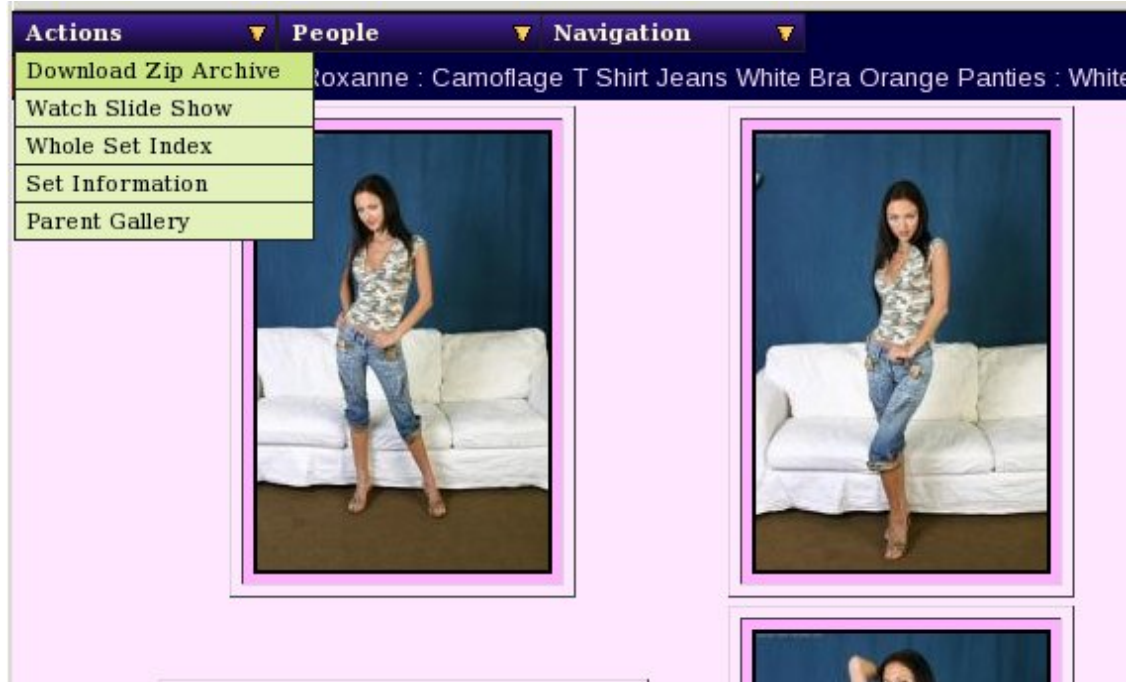 Actions People Navigation
Download Zip Archive
Roxanne : Camoflage T Shirt Jeans White Bra Orange Panties : White
Watch Slide Show
Whole Set Index
Set Information
Parent Gallery